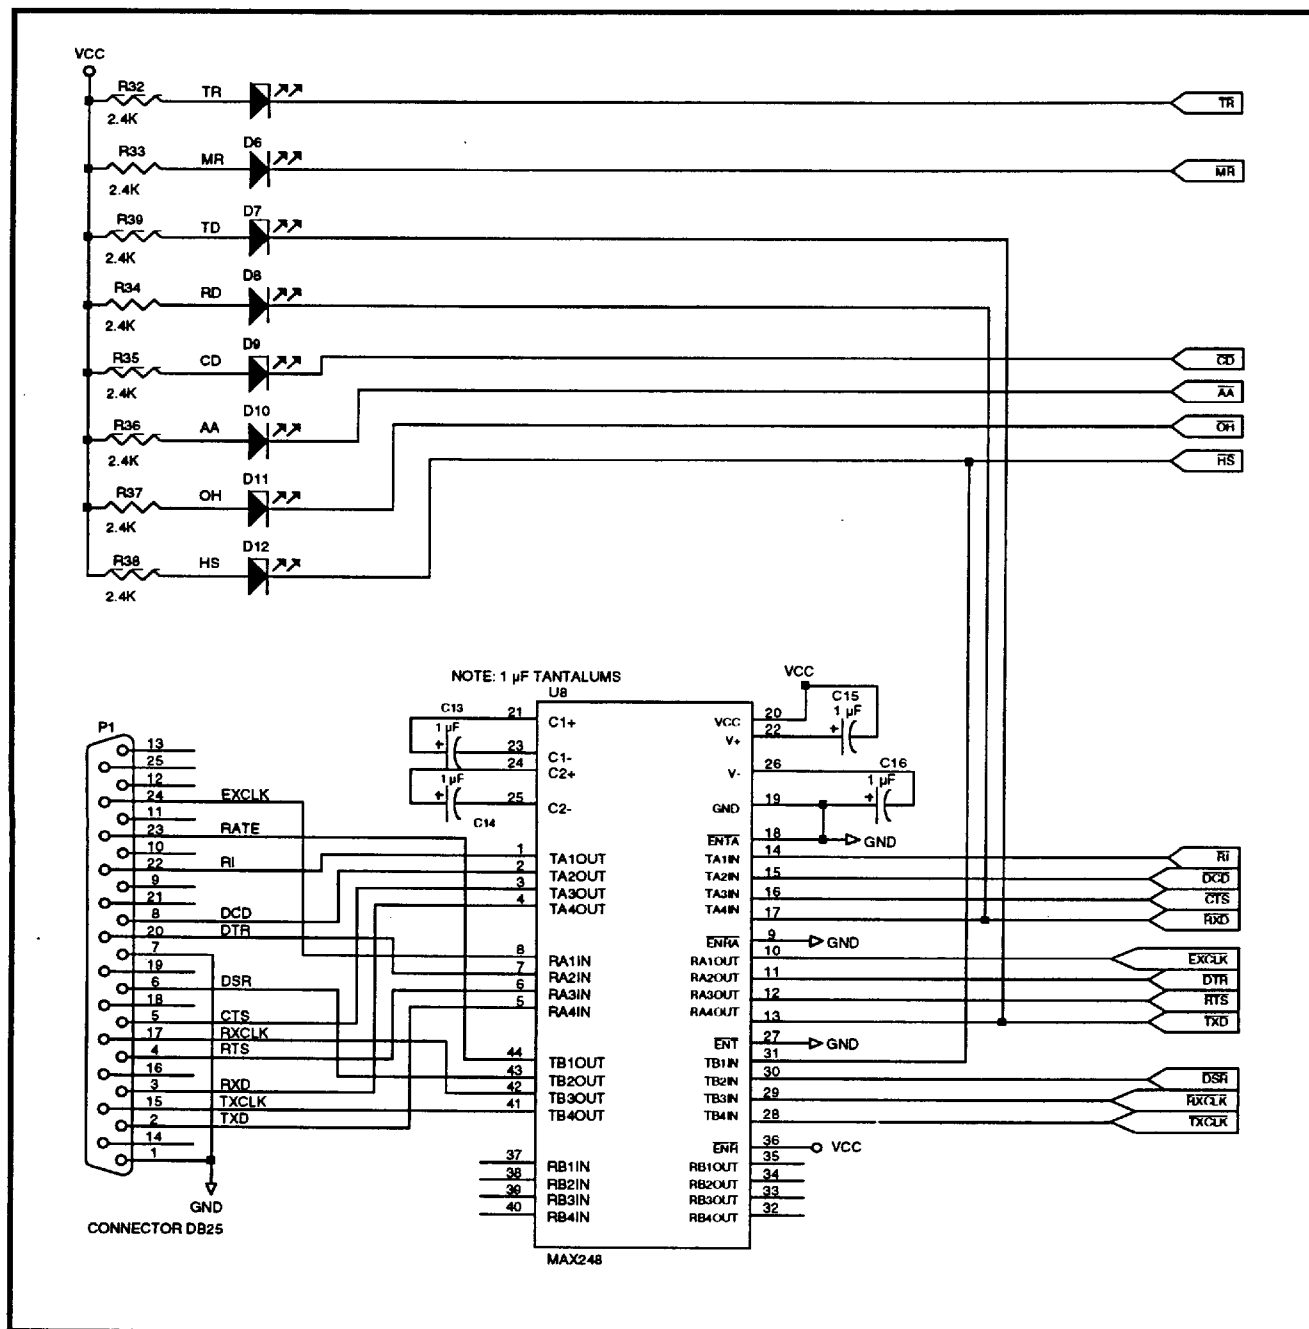 VCC
R32 TR TR
2.4K
D6
R33 MR MR
2.4K
D7
R39 TD
2.4K
D8
R34 RD
2.4K
D9
R35 CD CD
2.4K
AA
D10
R36 AA OH
2.4K
HS
D11
R37 OH
2.4K
D12
R38 HS
2.4K
NOTE: 1 µF TANTALUMS
U8
VCC
C13 1 µF
1 µF C14
C15 1 µF
C16 1 µF
P1
13
25
12
24 EXCLK
11
23 RATE
10
22 RI
9
21
8 DCD
20 DTR
7
19
6 DSR
18
5 CTS
17 RXCLK
4 RTS
16
3 RXD
15 TXCLK
2 TXD
14
1
GND
CONNECTOR DB25
21 C1+
23 C1-
24 C2+
25 C2-
1 TA1OUT
2 TA2OUT
3 TA3OUT
4 TA4OUT
8 RA1IN
7 RA2IN
6 RA3IN
5 RA4IN
44 TB1OUT
43 TB2OUT
42 TB3OUT
41 TB4OUT
37 RB1IN
38 RB2IN
39 RB3IN
40 RB4IN
VCC 20
V+ 22
V- 26
GND 19
ENTA 18 GND
TA1IN 14 RI
TA2IN 15 DCD
TA3IN 16 CTS
TA4IN 17 RXD
ENRA 9 GND
RA1OUT 10 EXCLK
RA2OUT 11 DTR
RA3OUT 12 RTS
RA4OUT 13 TXD
ENT 27 GND
TB1IN 31
TB2IN 30 DSR
TB3IN 29 RXCLK
TB4IN 28 TXCLK
ENR 36 VCC
RB1OUT 35
RB2OUT 34
RB3OUT 33
RB4OUT 32
MAX248